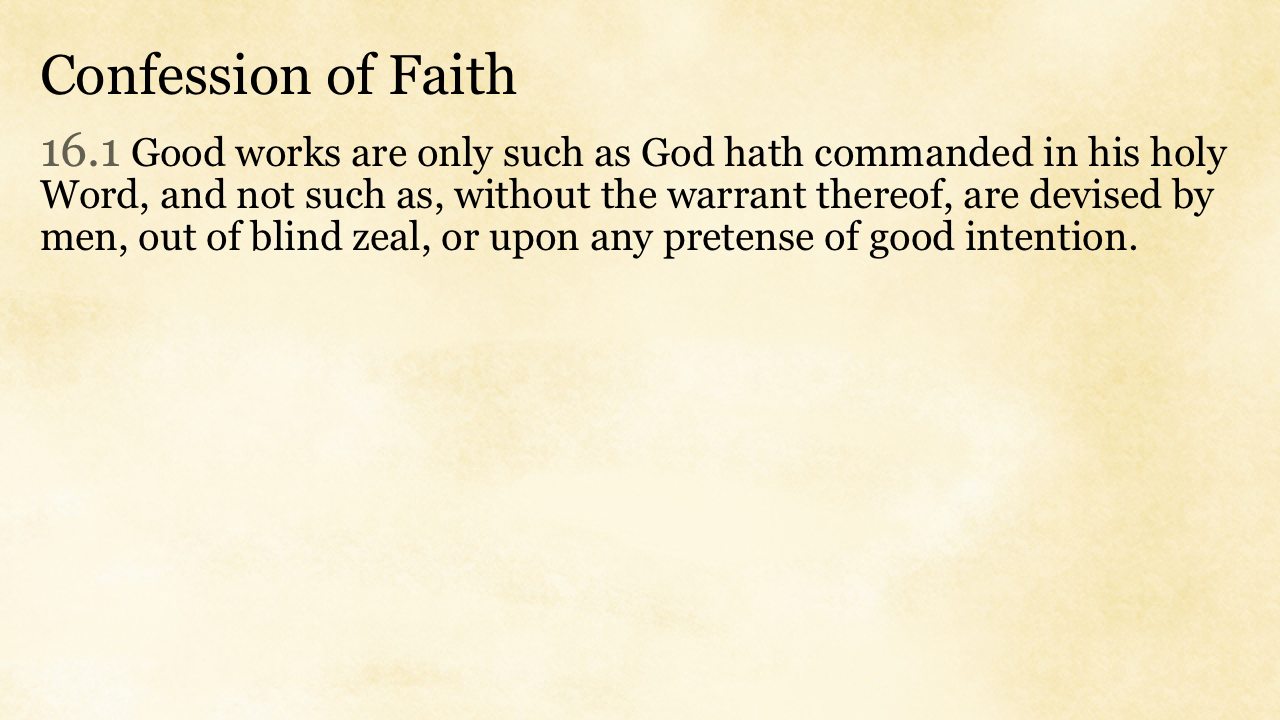 Confession of Faith
16.1 Good works are only such as God hath commanded in his holy
Word, and not such as, without the warrant thereof, are devised by
men, out of blind zeal, or upon any pretense of good intention.